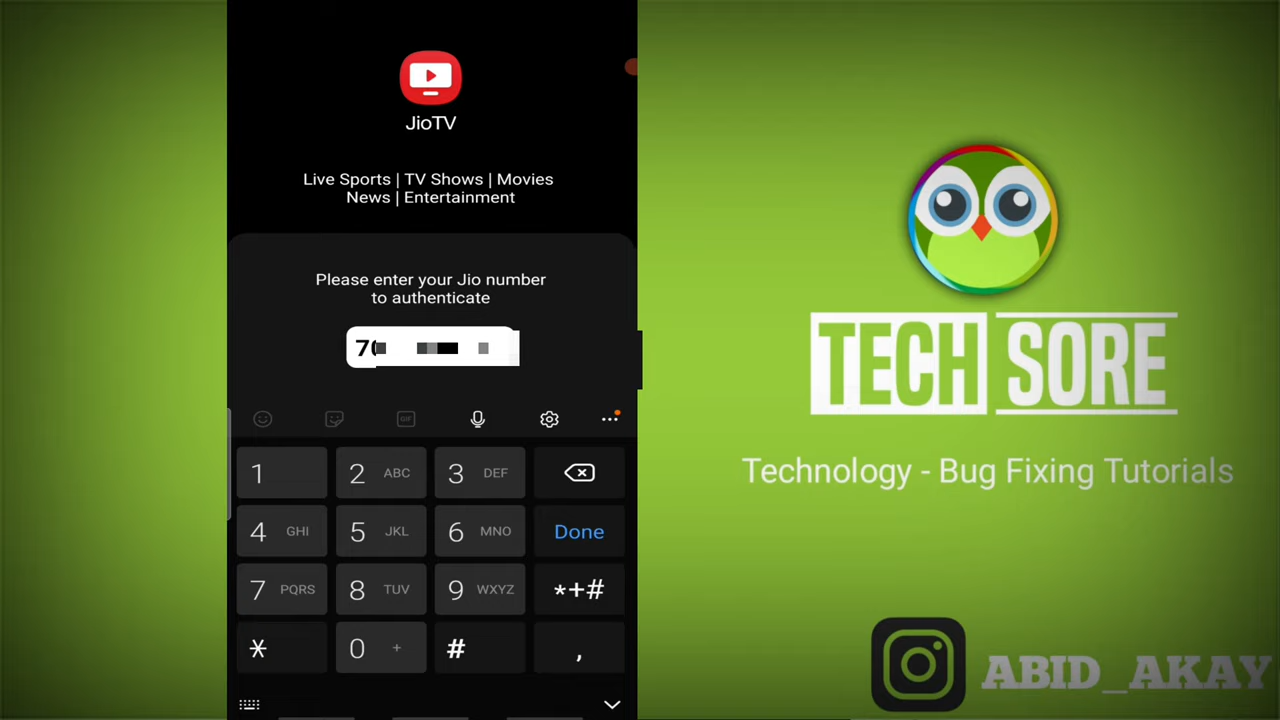 JioTV
Live Sports | TV Shows | Movies
News | Entertainment
Please enter your Jio number
to authenticate
70
GIF
1
2 ABC
3 DEF
4 GHI
5 JKL
6 MNO
Done
7 PQRS
8 TUV
9 WXYZ
*+#
*
0 +
#
,
TECH SORE
Technology - Bug Fixing Tutorials
ABID_AKAY